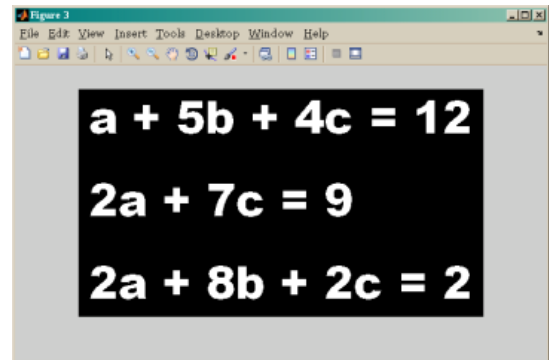 Figure 3
File Edit View Insert Tools Desktop Window Help
a + 5b + 4c = 12
2a + 7c = 9
2a + 8b + 2c = 2